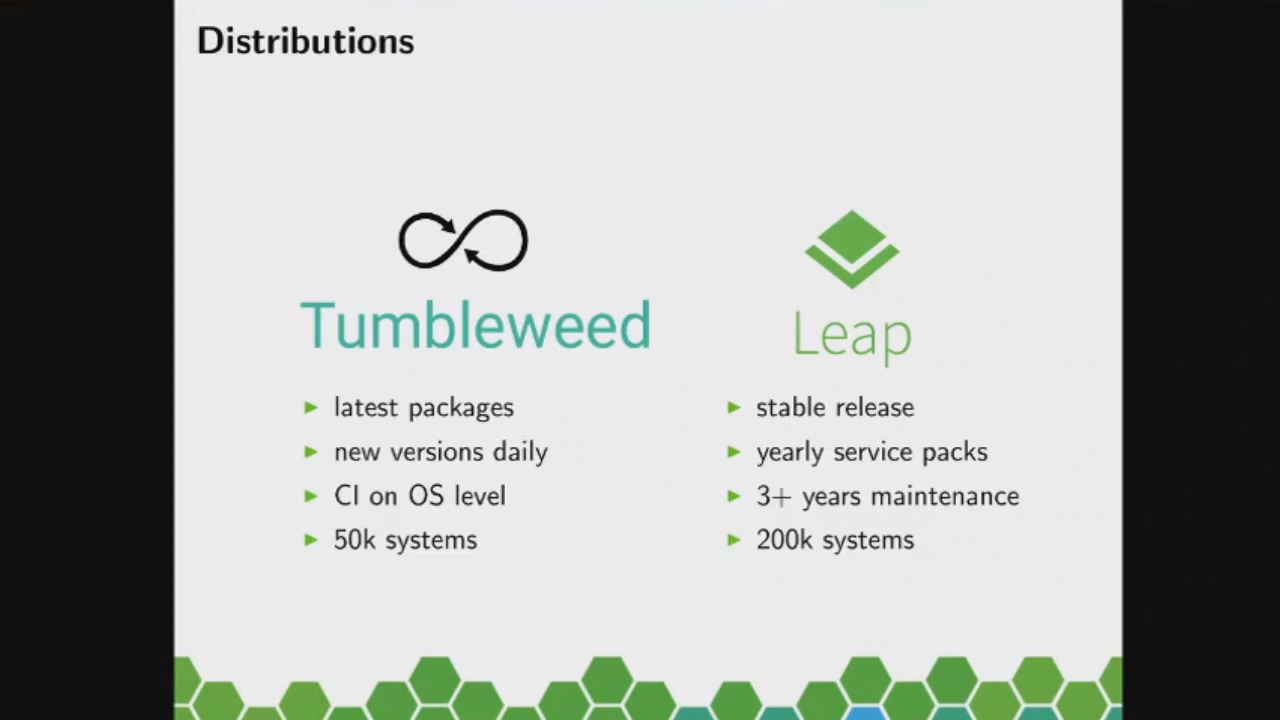 Distributions
Tumbleweed
▶ latest packages
▶ new versions daily
▶ CI on OS level
▶ 50k systems
Leap
▶ stable release
▶ yearly service packs
▶ 3+ years maintenance
▶ 200k systems